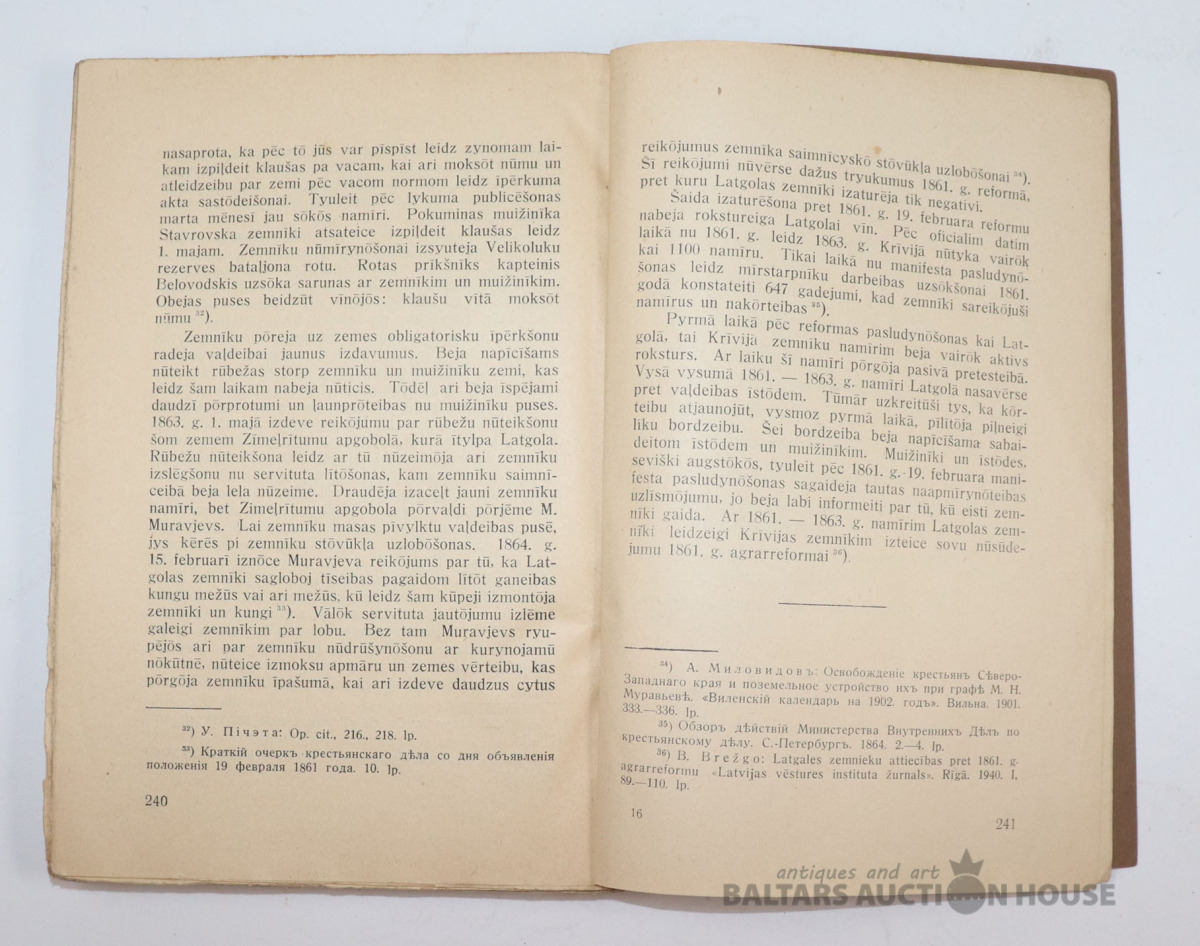 nasaprota, ka pēc tō jūs var pīspīst leidz zynomam lai-
kam izpiļdeit klaušas pa vacam, kai ari moksōt nūmu un
atleidzeibu par zemi pēc vacom normom leidz īpērkuma
akta sastōdeišonai. Tyuleit pēc lykuma publicēšonas
marta mēnesī jau sōkōs namīri. Pokuminas muižinīka
Stavrovska zemnīki atsateice izpiļdeit klaušas leidz
1. majam. Zemnīku nūmīrynōšonai izsyuteja Velikoluku
rezerves bataļjona rotu. Rotas prīkšnīks kapteinis
Belovodskis uzsōka sarunas ar zemnīkim un muižinīkim.
Obejas puses beidzūt vīnōjōs: klaušu vītā moksōt
nūmu ³²).
Zemnīku pōreja uz zemes obligatorisku īpērkšonu
radeja vaļdeibai jaunus izdavumus. Beja napīcīšams
nūteikt rūbežas storp zemnīku un muižinīku zemi, kas
leidz šam laikam nabeja nūticis. Tōdēļ ari beja īspējami
daudzi pōrprotumi un ļaunprōteibas nu muižinīku puses.
1863. g. 1. majā izdeve reikōjumu par rūbežu nūteikšonu
šom zemem Zīmeļrītumu apgobolā, kurā ītylpa Latgola.
Rūbežu nūteikšona leidz ar tū nūzeimōja ari zemnīku
izslēgšonu nu servituta lītōšonas, kam zemnīku saimnī-
ceibā beja lela nūzeime. Draudēja izaceļt jauni zemnīku
namīri, bet Zimeļrītumu apgobola pōrvaļdi pōrjēme M.
Muravjevs. Lai zemnīku masas pīvylktu vaļdeibas pusē,
jys kērēs pi zemnīku stōvūkļa uzlobōšonas. 1864. g.
15. februarī iznōce Muravjeva reikōjums par tū, ka Lat-
golas zemnīki sagloboj tīseibas pagaidom lītōt ganeibas
kungu mežūs vai ari mežūs, kū leidz šam kūpeji izmontōja
zemnīki un kungi ³³). Vālōk servituta jautōjumu izlēme
galeigi zemnīkim par lobu. Bez tam Muravjevs ryu-
pējōs ari par zemnīku nūdrūšynōšonu ar kurynojamū
nōkūtnē, nūteice izmoksu apmāru un zemes vērteibu, kas
pōrgōja zemnīku īpašumā, kai ari izdeve daudzus cytus
³²) У. Пічэта: Op. cit., 216., 218. lp.
³³) Краткій очеркъ крестьянскаго дѣла со дня объявленія
положенія 19 февраля 1861 года. 10. lp.
240
reikōjumus zemnīka saimnīcyskō stōvūkļa uzlobōšonai ³⁴).
Šī reikōjumi nūvērse dažus tryukumus 1861. g. reformā,
pret kuru Latgolas zemnīki izaturēja tik negativi.
Šaida izaturēšona pret 1861. g. 19. februara reformu
nabeja rokstureiga Latgolai vīn. Pēc oficialim datim
laikā nu 1861. g. leidz 1863. g. Krīvijā nūtyka vairōk
kai 1100 namīru. Tikai laikā nu manifesta pasludynō-
šonas leidz mīrstarpnīku darbeibas uzsōkšonai 1861.
godā konstateiti 647 gadejumi, kad zemnīki sareikōjuši
namīrus un nakōrteibas ³⁵).
Pyrmā laikā pēc reformas pasludynōšonas kai Lat-
golā, tai Krīvijā zemnīku namīrim beja vairōk aktivs
roksturs. Ar laiku šī namīri pōrgōja pasivā pretesteibā.
Vysā vysumā 1861. — 1863. g. namīri Latgolā nasavērse
pret vaļdeibas īstōdem. Tūmār uzkreitūši tys, ka kōr-
teibu atjaunojūt, vysmoz pyrmā laikā, pīlītōja piļneigi
līku bordzeibu. Šei bordzeiba beja napīcīšama sabai-
deitom īstōdem un muižinīkim. Muižinīki un īstōdes,
seviški augstōkōs, tyuleit pēc 1861. g. 19. februara mani-
festa pasludynōšonas sagaideja tautas naapmīrynōteibas
uzlīsmōjumu, jo beja labi informeiti par tū, kū eisti zem-
nīki gaida. Ar 1861. — 1863. g. namīrim Latgolas zem-
nīki leidzeigi Krīvijas zemnīkim izteice sovu nūsūde-
jumu 1861. g. agrarreformai ³⁶).
³⁴) А. Миловидовъ: Освобожденіе крестьянъ Сѣверо-
Западнаго края и поземельное устройство ихъ при графѣ М. Н.
Муравьевѣ. «Виленскій календарь на 1902. годъ». Вильна. 1901.
333.—336. lp.
³⁵) Обзоръ дѣйствій Министерства Внутреннихъ Дѣлъ по
крестьянскому дѣлу. С.-Петербургъ. 1864. 2.—4. lp.
³⁶) B. Brežgo: Latgales zemnieku attiecības pret 1861. g.
agrarreformu «Latvijas vēstures instituta žurnals». Rīgā. 1940. I,
89.—110. lp.
16
241
antiques and art
BALTARS AUCTION HOUSE